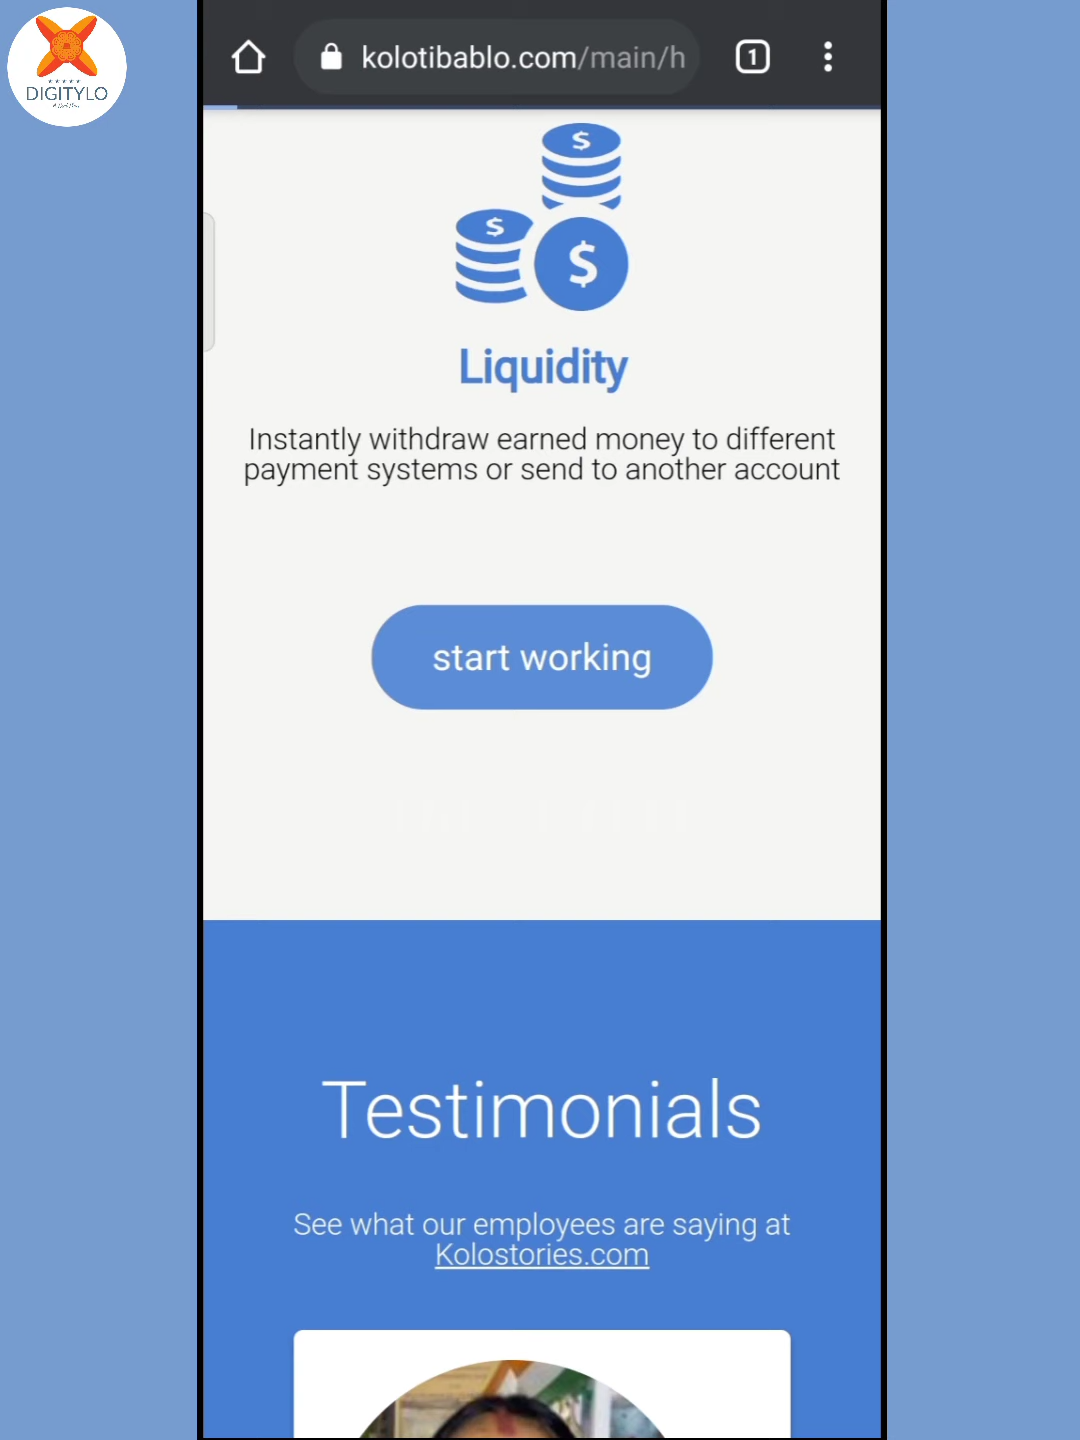 DIGITYLO
kolotibablo.com/main/h
1
$
$
$
Liquidity
Instantly withdraw earned money to different
payment systems or send to another account
start working
Testimonials
See what our employees are saying at
Kolostories.com